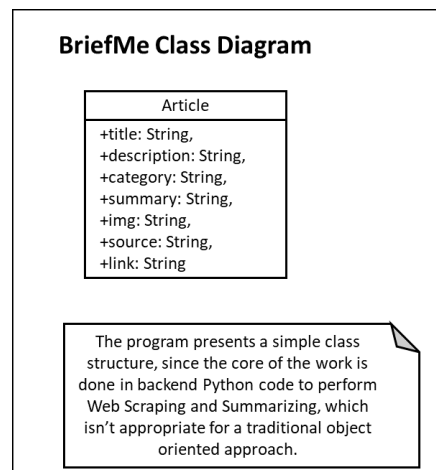 BriefMe Class Diagram
Article
+title: String,
+description: String,
+category: String,
+summary: String,
+img: String,
+source: String,
+link: String
The program presents a simple class
structure, since the core of the work is
done in backend Python code to perform
Web Scraping and Summarizing, which
isn't appropriate for a traditional object
oriented approach.